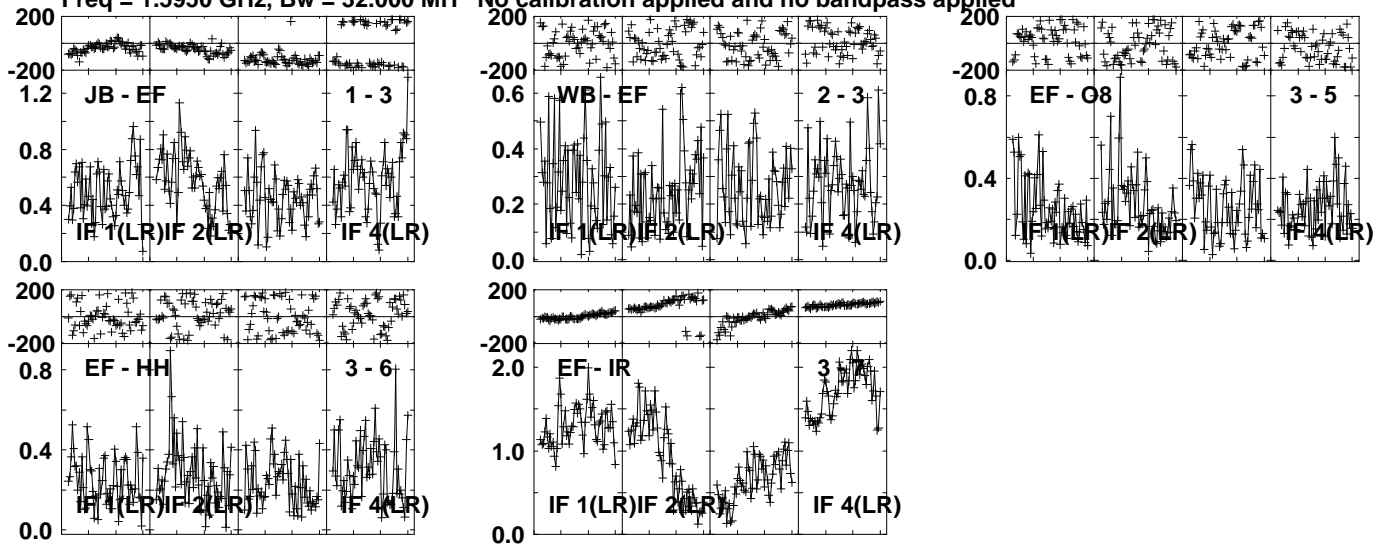 Freq = 1.5950 GHz, Bw = 32.000 MH No calibration applied and no bandpass applied
200
-200
JB - EF 1 - 3
1.2
0.8
0.4
0.0
IF 1(LR) IF 2(LR) IF 4(LR)
200
-200
WB - EF 2 - 3
0.6
0.4
0.2
0.0
IF 1(LR) IF 2(LR) IF 4(LR)
200
-200
EF - O8 3 - 5
0.8
0.4
0.0
IF 1(LR) IF 2(LR) IF 4(LR)
200
-200
EF - HH 3 - 6
0.8
0.4
0.0
IF 1(LR) IF 2(LR) IF 4(LR)
200
-200
EF - IR 3 - 7
2.0
1.0
0.0
IF 1(LR) IF 2(LR) IF 4(LR)